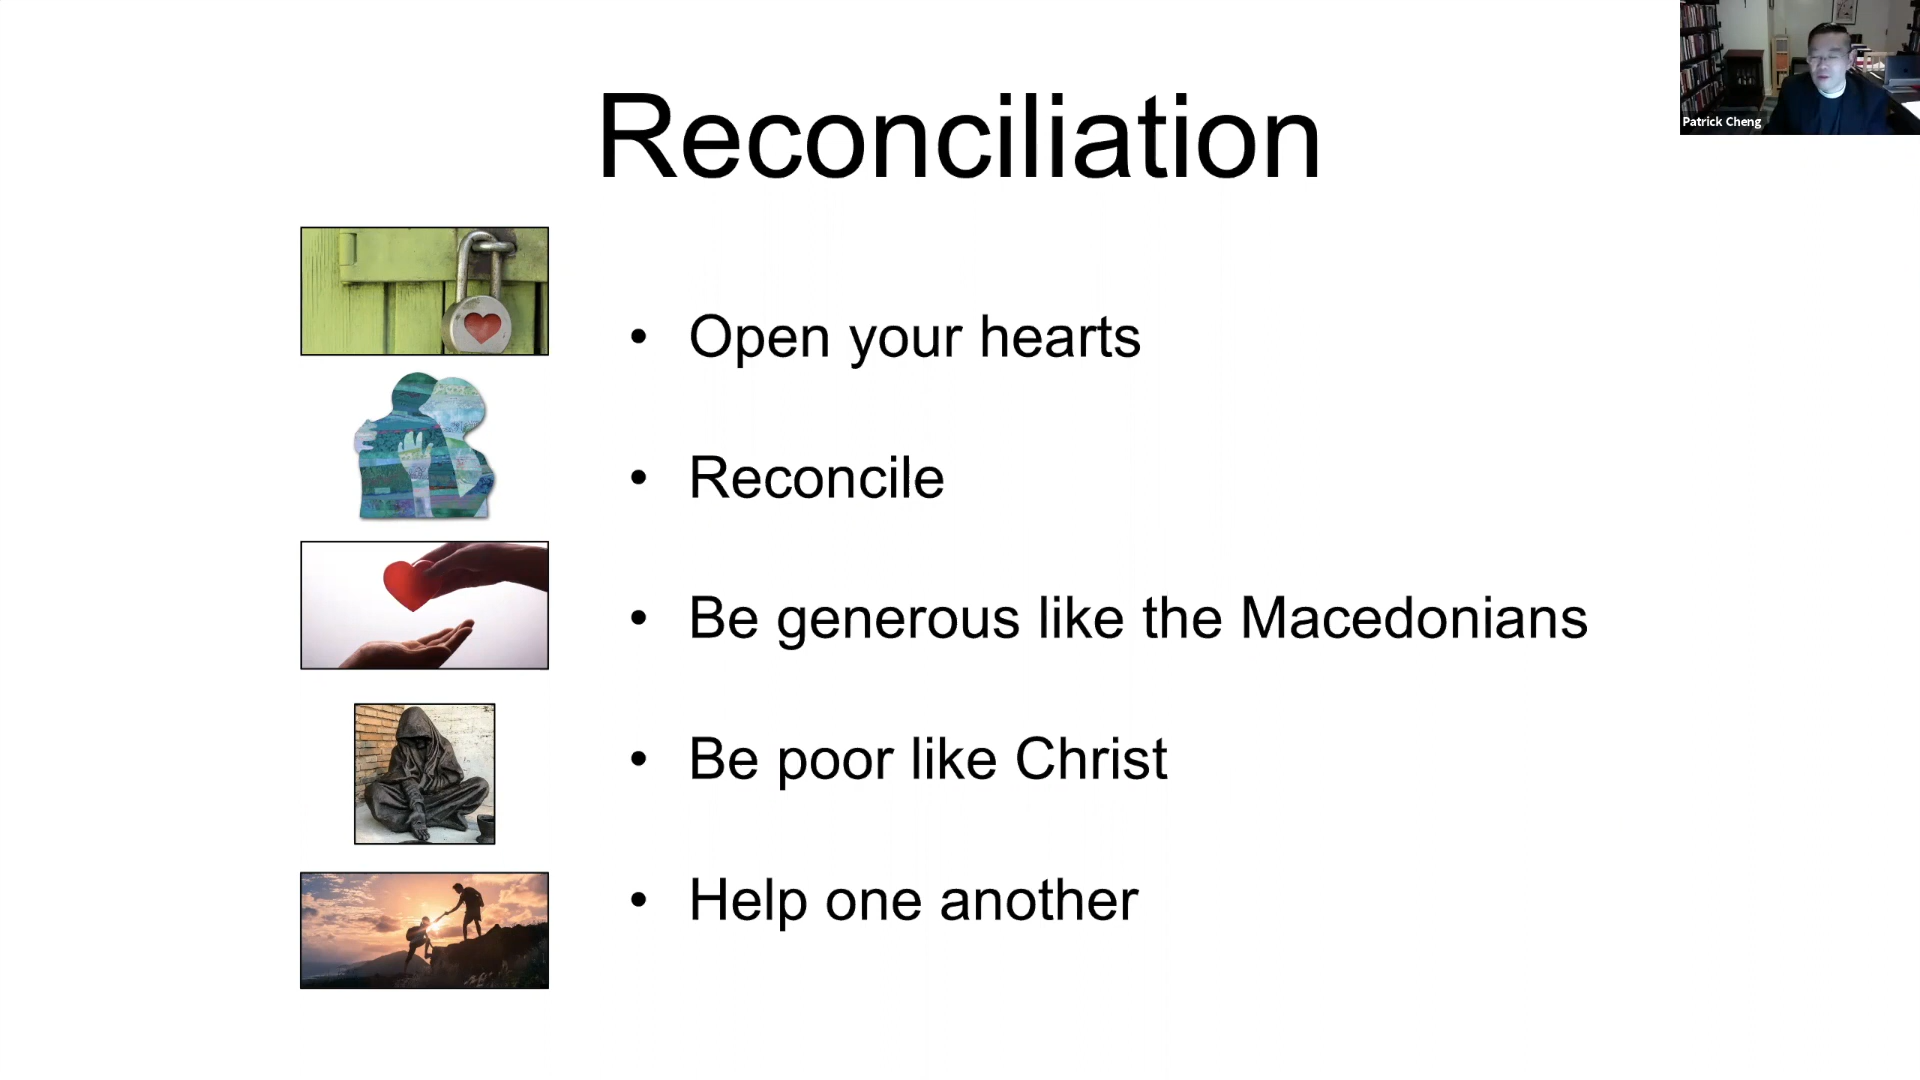 Reconciliation
Patrick Cheng
• Open your hearts
• Reconcile
• Be generous like the Macedonians
• Be poor like Christ
• Help one another